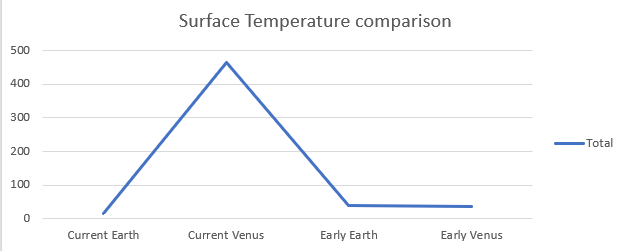 Surface Temperature comparison
500
400
300
200
100
0
Current Earth
Current Venus
Early Earth
Early Venus
Total